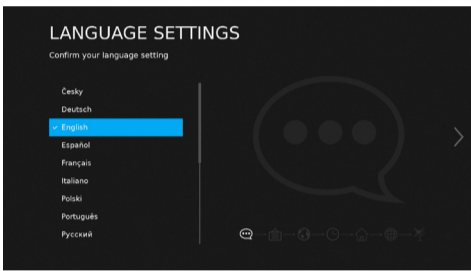 LANGUAGE SETTINGS
Confirm your language setting
Česky
Deutsch
English
Español
Français
Italiano
Polski
Português
Русский